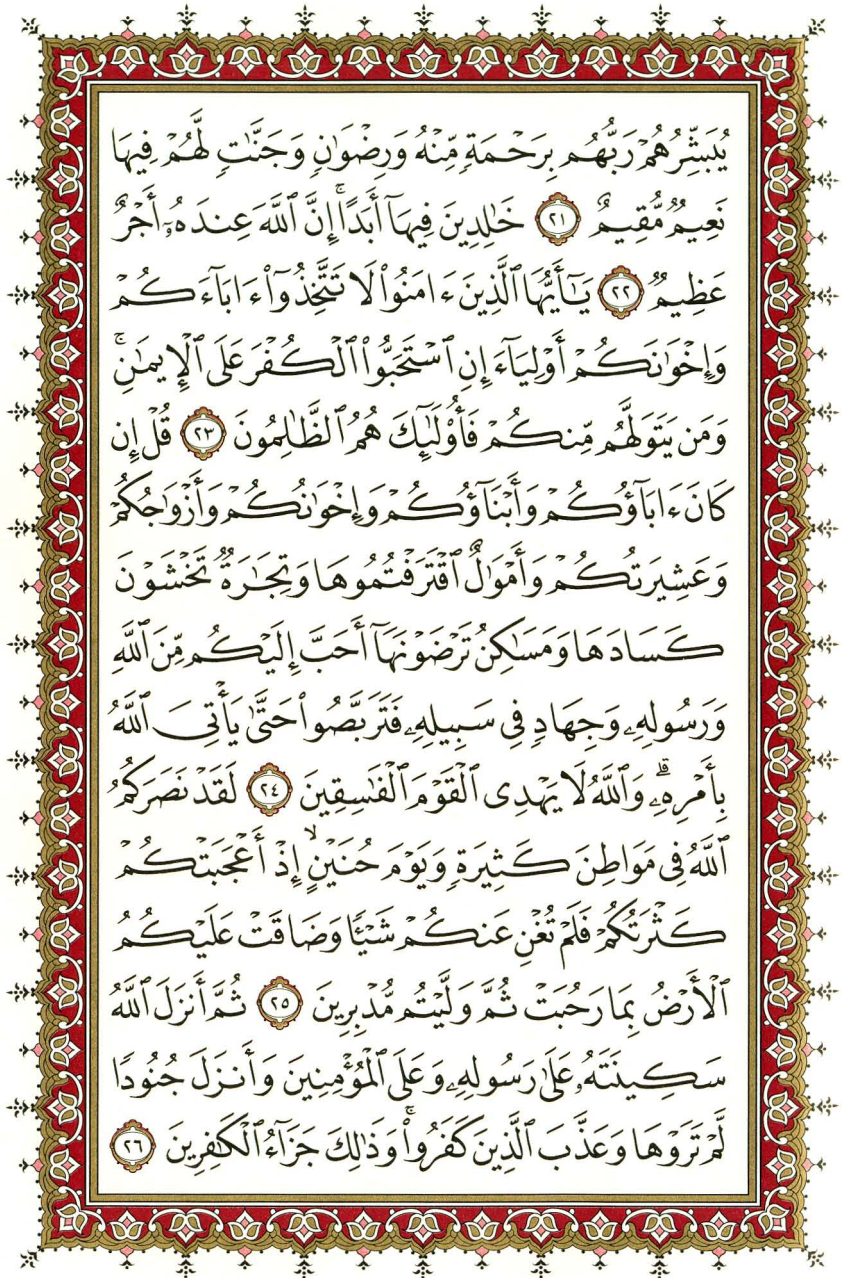 يُبَشِّرُهُمْ رَبُّهُم بِرَحْمَةٍ مِّنْهُ وَرِضْوَٰنٍ وَجَنَّٰتٍ لَّهُمْ فِيهَا
نَعِيمٌ مُّقِيمٌ ٢١ خَٰلِدِينَ فِيهَآ أَبَدًا ۚ إِنَّ ٱللَّهَ عِندَهُۥٓ أَجْرٌ
عَظِيمٌ ٢٢ يَٰٓأَيُّهَا ٱلَّذِينَ ءَامَنُوا۟ لَا تَتَّخِذُوٓا۟ ءَابَآءَكُمْ
وَإِخْوَٰنَكُمْ أَوْلِيَآءَ إِنِ ٱسْتَحَبُّوا۟ ٱلْكُفْرَ عَلَى ٱلْإِيمَٰنِ ۚ
وَمَن يَتَوَلَّهُم مِّنكُمْ فَأُو۟لَٰٓئِكَ هُمُ ٱلظَّٰلِمُونَ ٢٣ قُلْ إِن
كَانَ ءَابَآؤُكُمْ وَأَبْنَآؤُكُمْ وَإِخْوَٰنُكُمْ وَأَزْوَٰجُكُمْ
وَعَشِيرَتُكُمْ وَأَمْوَٰلٌ ٱقْتَرَفْتُمُوهَا وَتِجَٰرَةٌ تَخْشَوْنَ
كَسَادَهَا وَمَسَٰكِنُ تَرْضَوْنَهَآ أَحَبَّ إِلَيْكُم مِّنَ ٱللَّهِ
وَرَسُولِهِۦ وَجِهَادٍ فِى سَبِيلِهِۦ فَتَرَبَّصُوا۟ حَتَّىٰ يَأْتِىَ ٱللَّهُ
بِأَمْرِهِۦ ۗ وَٱللَّهُ لَا يَهْدِى ٱلْقَوْمَ ٱلْفَٰسِقِينَ ٢٤ لَقَدْ نَصَرَكُمُ
ٱللَّهُ فِى مَوَاطِنَ كَثِيرَةٍ ۙ وَيَوْمَ حُنَيْنٍ ۙ إِذْ أَعْجَبَتْكُمْ
كَثْرَتُكُمْ فَلَمْ تُغْنِ عَنكُمْ شَيْـًٔا وَضَاقَتْ عَلَيْكُمُ
ٱلْأَرْضُ بِمَا رَحُبَتْ ثُمَّ وَلَّيْتُم مُّدْبِرِينَ ٢٥ ثُمَّ أَنزَلَ ٱللَّهُ
سَكِينَتَهُۥ عَلَىٰ رَسُولِهِۦ وَعَلَى ٱلْمُؤْمِنِينَ وَأَنزَلَ جُنُودًا
لَّمْ تَرَوْهَا وَعَذَّبَ ٱلَّذِينَ كَفَرُوا۟ ۚ وَذَٰلِكَ جَزَآءُ ٱلْكَٰفِرِينَ ٢٦